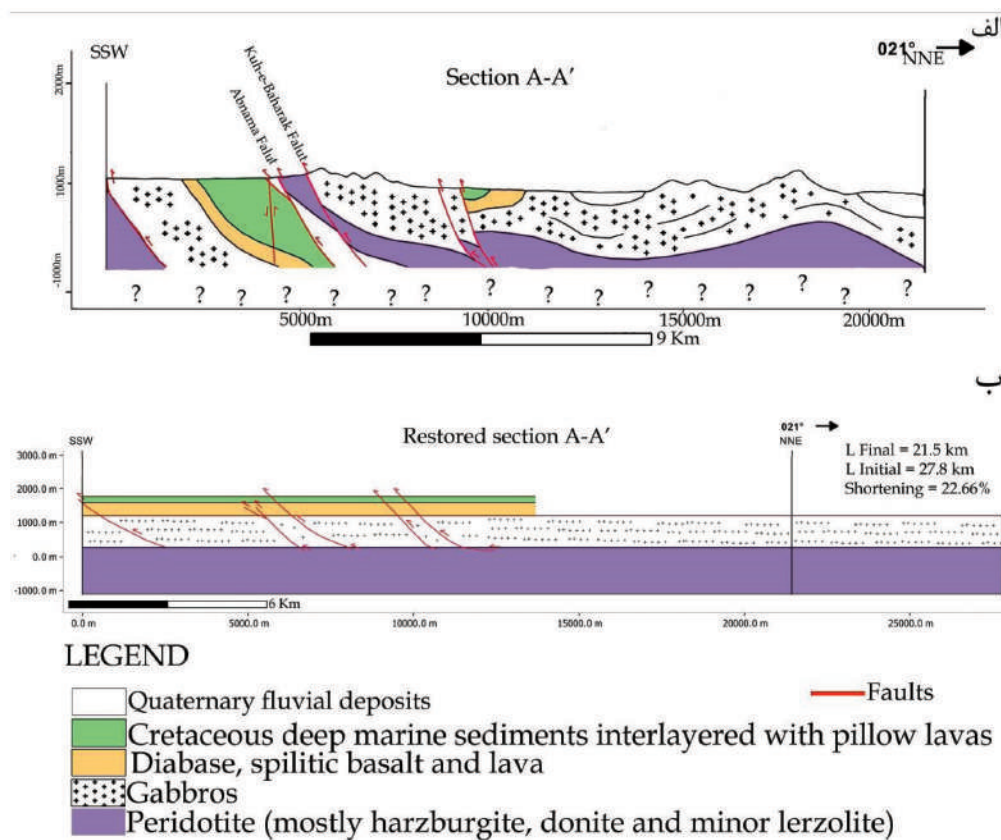 الف
SSW
021°
NNE
Section A-A'
Kuh-e-Baharak Falut
Abnama Falut
2000m
1000m
-1000m
? ? ? ? ? ? ? ? ? ? ? ? ? ? ? ?
5000m 10000m 15000m 20000m
9 Km
ب
SSW
Restored section A-A'
021°
NNE
L Final = 21.5 km
L Initial = 27.8 km
Shortening = 22.66%
3000.0 m
2000.0 m
1000.0 m
0.0 m
-1000.0 m
6 Km
0.0 m 5000.0 m 10000.0 m 15000.0 m 20000.0 m 25000.0 m
LEGEND
Quaternary fluvial deposits
Faults
Cretaceous deep marine sediments interlayered with pillow lavas
Diabase, spilitic basalt and lava
Gabbros
Peridotite (mostly harzburgite, donite and minor lerzolite)